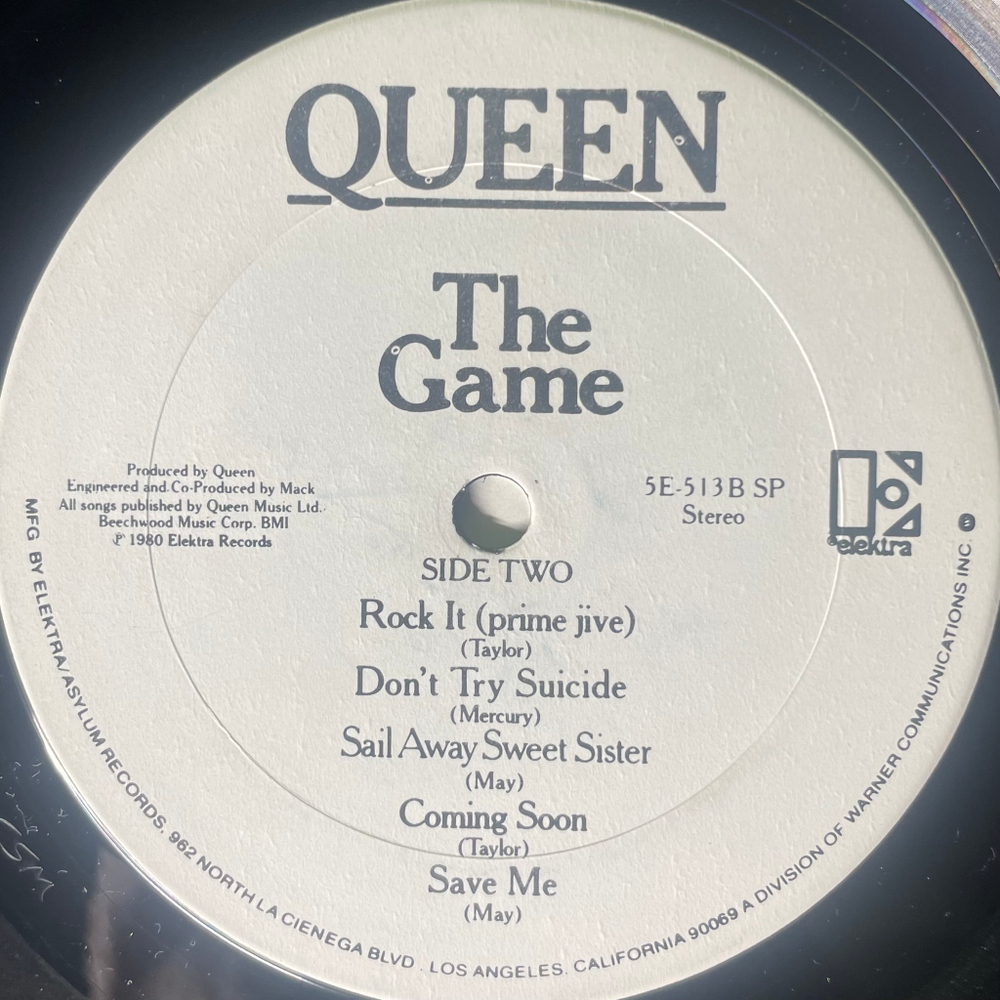 QUEEN
The
Game
Produced by Queen
Engineered and Co-Produced by Mack
All songs published by Queen Music Ltd.
Beechwood Music Corp. BMI
℗ 1980 Elektra Records
5E-513 B SP
Stereo
elektra
SIDE TWO
Rock It (prime jive)
(Taylor)
Don't Try Suicide
(Mercury)
Sail Away Sweet Sister
(May)
Coming Soon
(Taylor)
Save Me
(May)
MFG BY ELEKTRA/ASYLUM RECORDS, 962 NORTH LA CIENEGA BLVD . LOS ANGELES, CALIFORNIA 90069 A DIVISION OF WARNER COMMUNICATIONS INC.